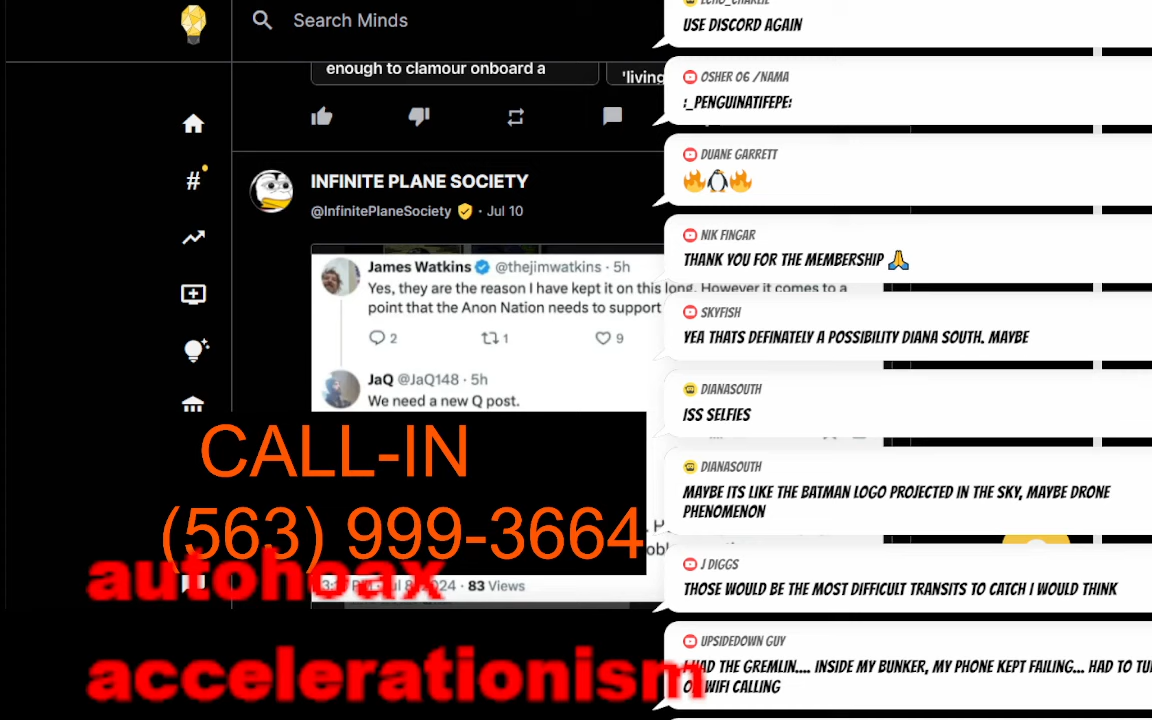 Search Minds
enough to clamour onboard a
'living
INFINITE PLANE SOCIETY
@InfinitePlaneSociety · Jul 10
James Watkins @thejimwatkins · 5h
Yes, they are the reason I have kept it on this long. However it comes to a
point that the Anon Nation needs to support
2 1 9
JaQ @JaQ148 · 5h
We need a new Q post.
CALL-IN
(563) 999-3664
2024 · 83 Views
autohoax
accelerationism
ECHO_CHARLIE
USE DISCORD AGAIN
OSHER 06 /NAMA
:_PENGUINATIFEPE:
DUANE GARRETT
🔥🐧🔥
NIK FINGAR
THANK YOU FOR THE MEMBERSHIP 🙏
SKYFISH
YEA THATS DEFINATELY A POSSIBILITY DIANA SOUTH. MAYBE
DIANASOUTH
ISS SELFIES
DIANASOUTH
MAYBE ITS LIKE THE BATMAN LOGO PROJECTED IN THE SKY, MAYBE DRONE
PHENOMENON
J DIGGS
THOSE WOULD BE THE MOST DIFFICULT TRANSITS TO CATCH I WOULD THINK
UPSIDEDOWN GUY
I HAD THE GREMLIN.... INSIDE MY BUNKER, MY PHONE KEPT FAILING... HAD TO
WIFI CALLING